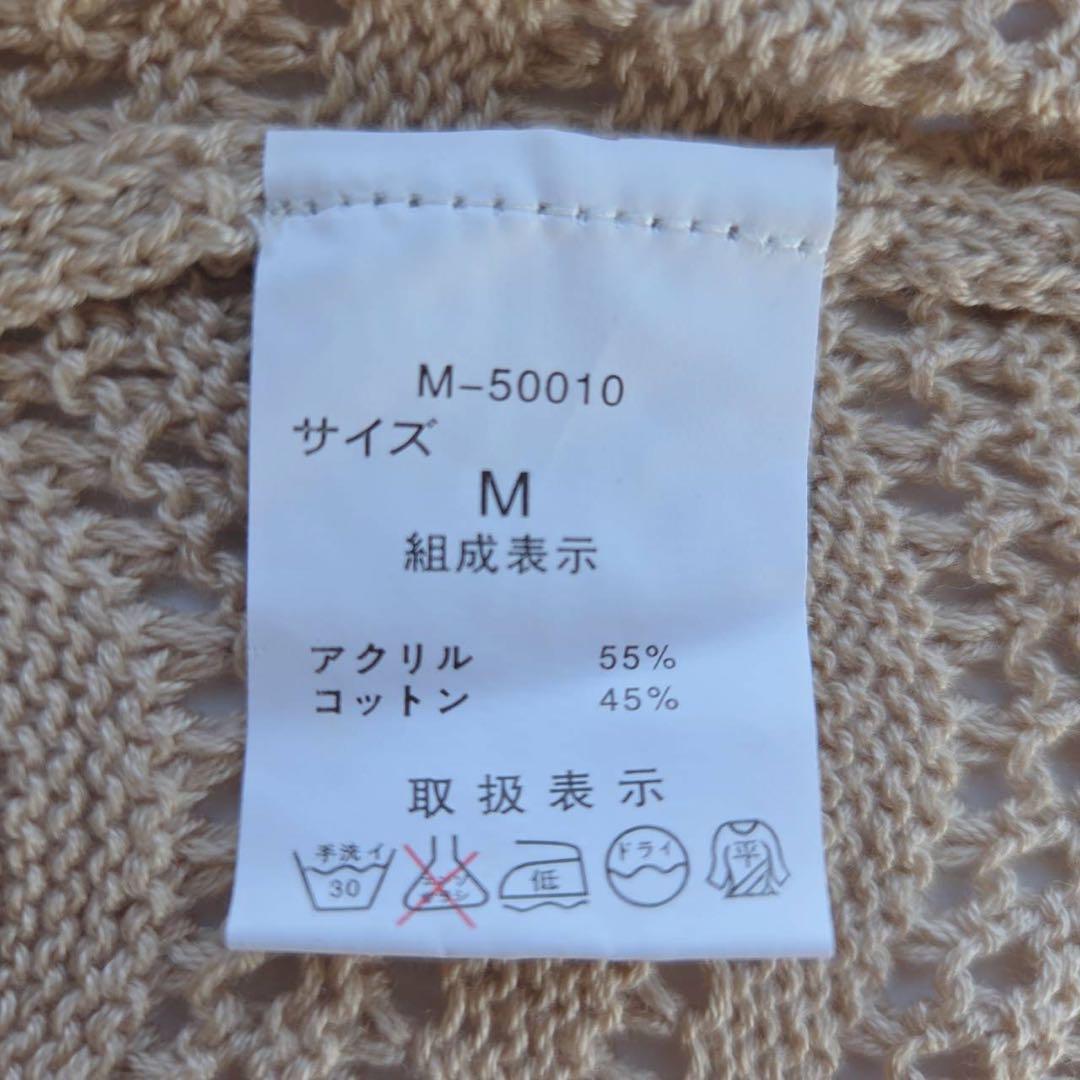 M-50010
サイズ
M
組成表示
アクリル 55%
コットン 45%
取扱表示
手洗イ 30
低
ドライ
平